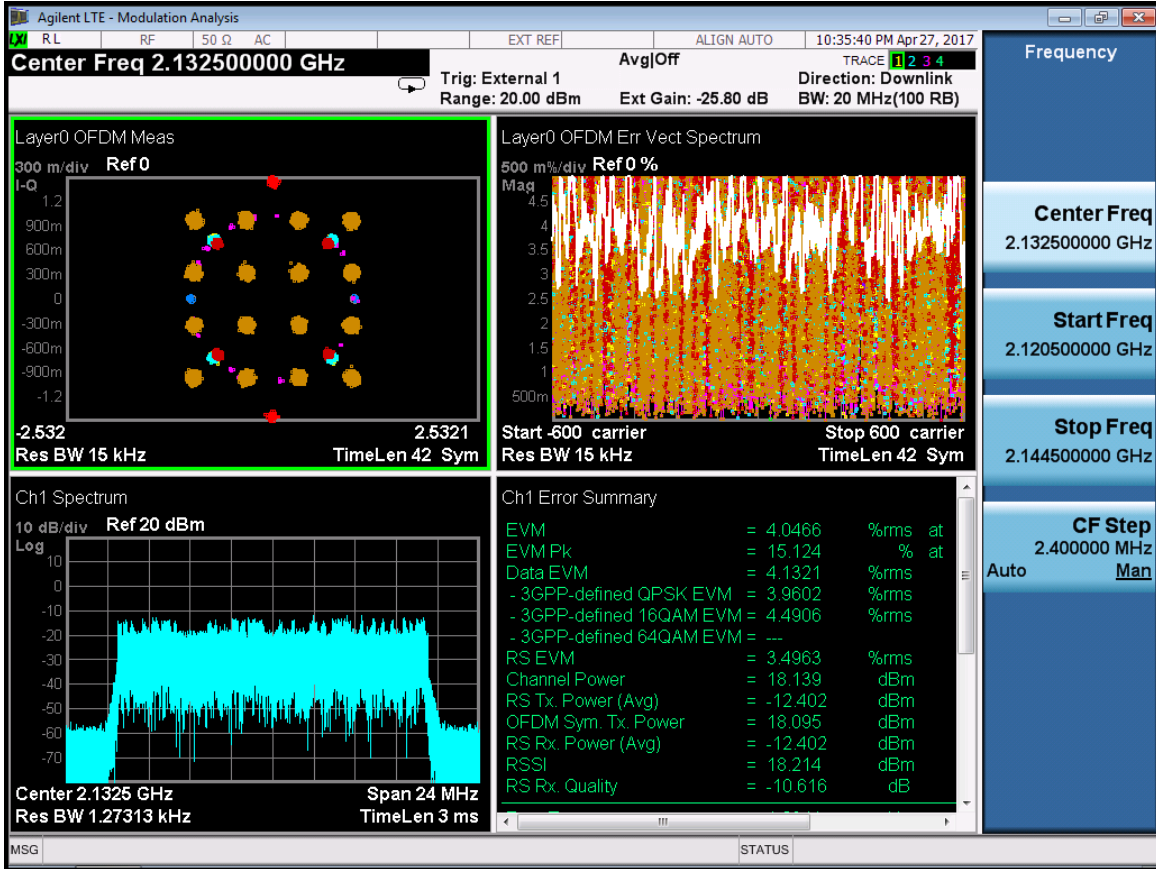 Agilent LTE - Modulation Analysis
LXI RL RF 50 Ω AC EXT REF ALIGN AUTO 10:35:40 PM Apr 27, 2017
Center Freq 2.132500000 GHz
Avg|Off
TRACE 1 2 3 4
Trig: External 1
Direction: Downlink
Range: 20.00 dBm Ext Gain: -25.80 dB BW: 20 MHz(100 RB)
Layer0 OFDM Meas
300 m/div Ref 0
I-Q
1.2
900m
600m
300m
0
-300m
-600m
-900m
-1.2
-2.532 2.5321
Res BW 15 kHz TimeLen 42 Sym
Layer0 OFDM Err Vect Spectrum
500 m%/div Ref 0 %
Mag
4.5
4
3.5
3
2.5
2
1.5
1
500m
Start -600 carrier Stop 600 carrier
Res BW 15 kHz TimeLen 42 Sym
Ch1 Spectrum
10 dB/div Ref 20 dBm
Log
10
0
-10
-20
-30
-40
-50
-60
-70
Center 2.1325 GHz Span 24 MHz
Res BW 1.27313 kHz TimeLen 3 ms
Ch1 Error Summary
EVM = 4.0466 %rms at
EVM Pk = 15.124 % at
Data EVM = 4.1321 %rms
- 3GPP-defined QPSK EVM = 3.9602 %rms
- 3GPP-defined 16QAM EVM = 4.4906 %rms
- 3GPP-defined 64QAM EVM = ---
RS EVM = 3.4963 %rms
Channel Power = 18.139 dBm
RS Tx. Power (Avg) = -12.402 dBm
OFDM Sym. Tx. Power = 18.095 dBm
RS Rx. Power (Avg) = -12.402 dBm
RSSI = 18.214 dBm
RS Rx. Quality = -10.616 dB
Frequency
Center Freq
2.132500000 GHz
Start Freq
2.120500000 GHz
Stop Freq
2.144500000 GHz
CF Step
2.400000 MHz
Auto Man
MSG STATUS